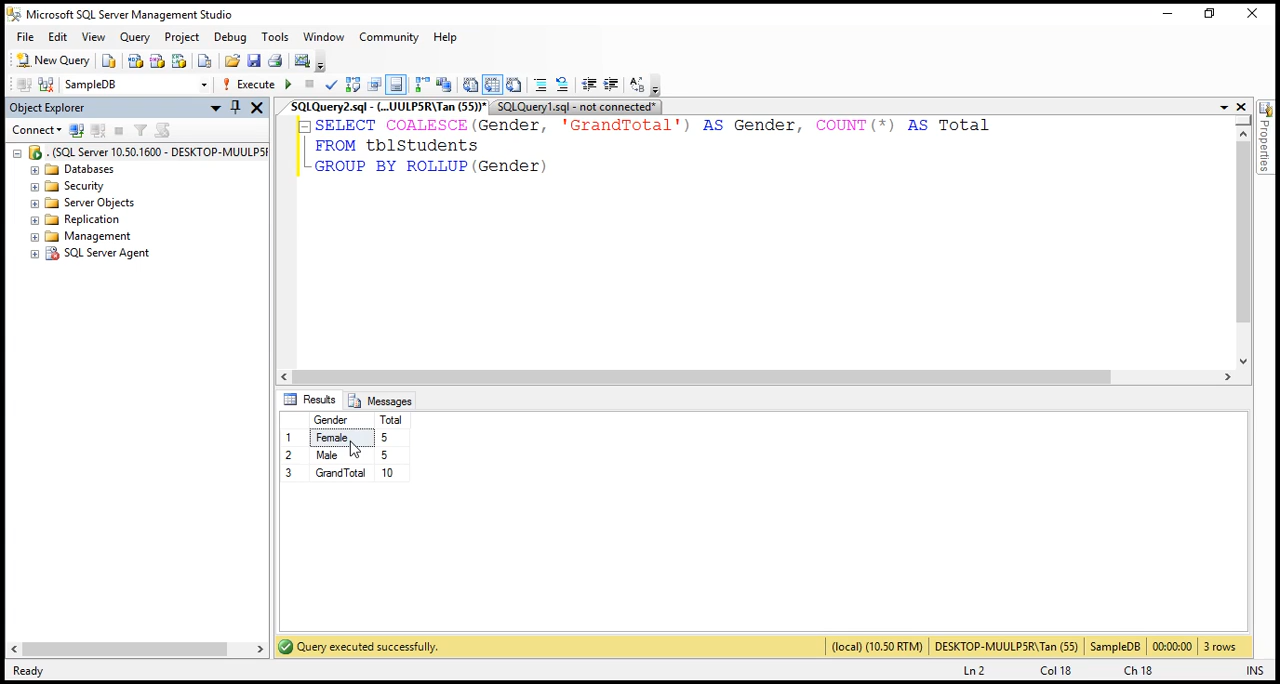 Microsoft SQL Server Management Studio
File Edit View Query Project Debug Tools Window Community Help
New Query
SampleDB Execute
Object Explorer
SQLQuery2.sql - (...UULP5R\Tan (55))* SQLQuery1.sql - not connected*
Connect
. (SQL Server 10.50.1600 - DESKTOP-MUULP5R
Databases
Security
Server Objects
Replication
Management
SQL Server Agent
SELECT COALESCE(Gender, 'GrandTotal') AS Gender, COUNT(*) AS Total
FROM tblStudents
GROUP BY ROLLUP(Gender)
Properties
Results Messages
Gender Total
1 Female 5
2 Male 5
3 GrandTotal 10
Query executed successfully. (local) (10.50 RTM) DESKTOP-MUULP5R\Tan (55) SampleDB 00:00:00 3 rows
Ready Ln 2 Col 18 Ch 18 INS